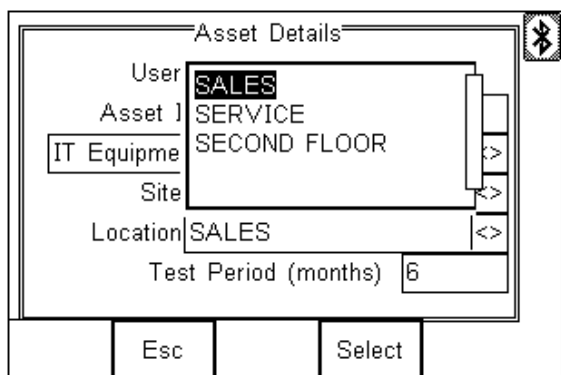 Asset Details
User
SALES
Asset I
SERVICE
IT Equipme
SECOND FLOOR
<>
Site
<>
Location SALES <>
Test Period (months) 6
Esc Select